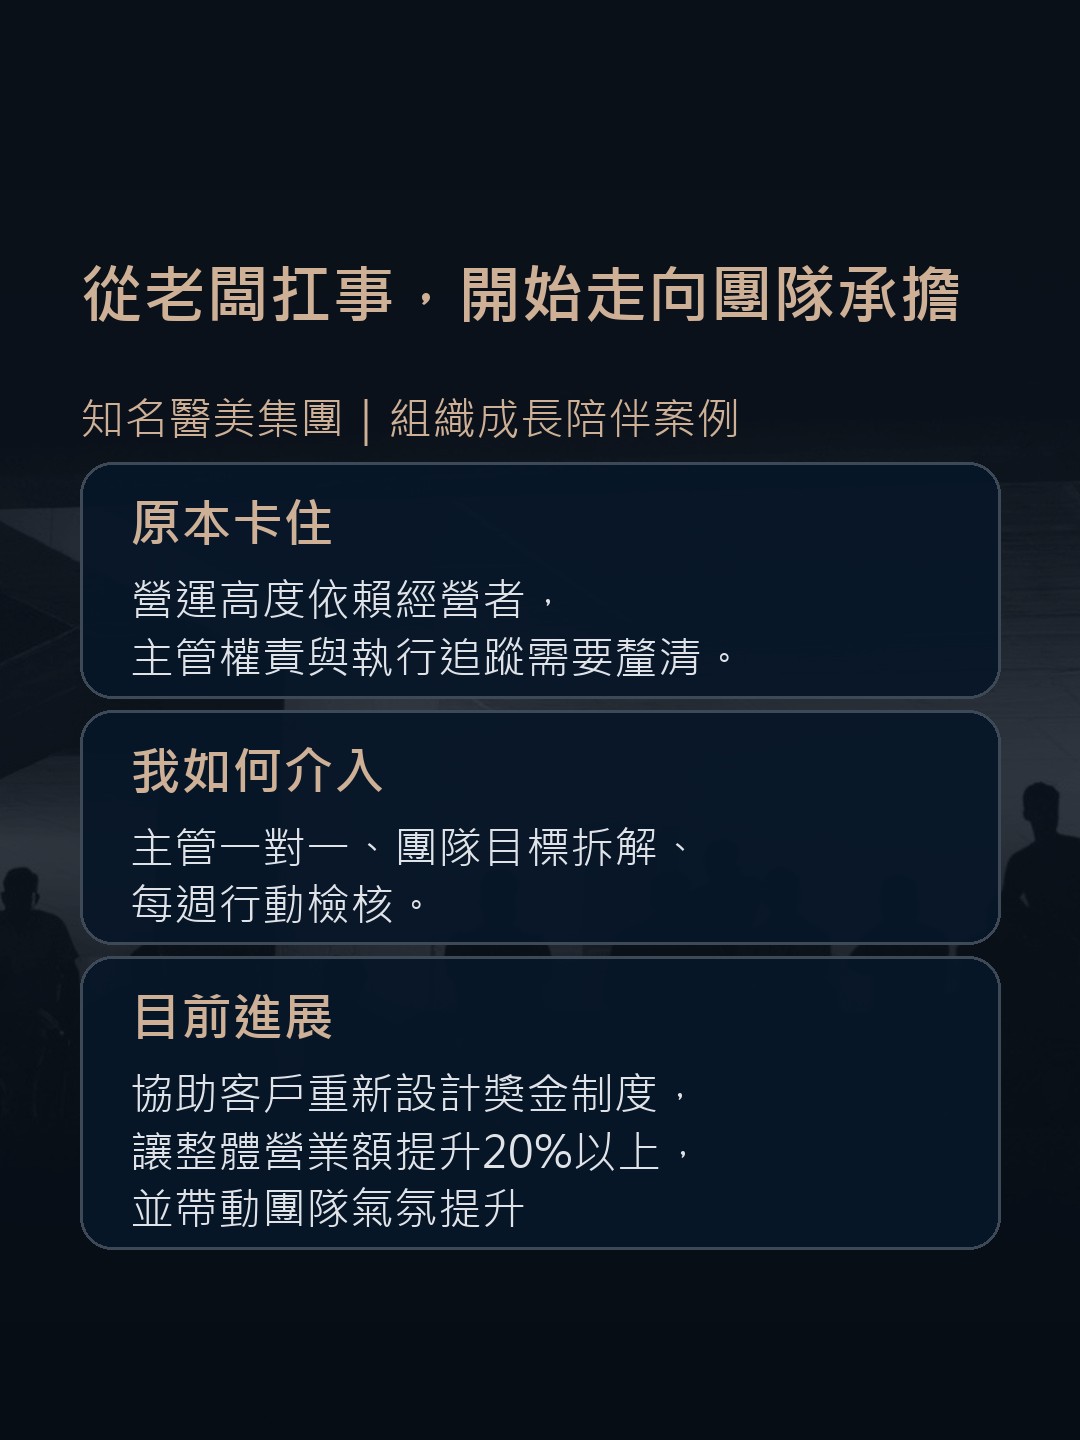 從老闆扛事，開始走向團隊承擔
知名醫美集團｜組織成長陪伴案例
原本卡住
營運高度依賴經營者，
主管權責與執行追蹤需要釐清。
我如何介入
主管一對一、團隊目標拆解、
每週行動檢核。
目前進展
協助客戶重新設計獎金制度，
讓整體營業額提升20%以上，
並帶動團隊氣氛提升